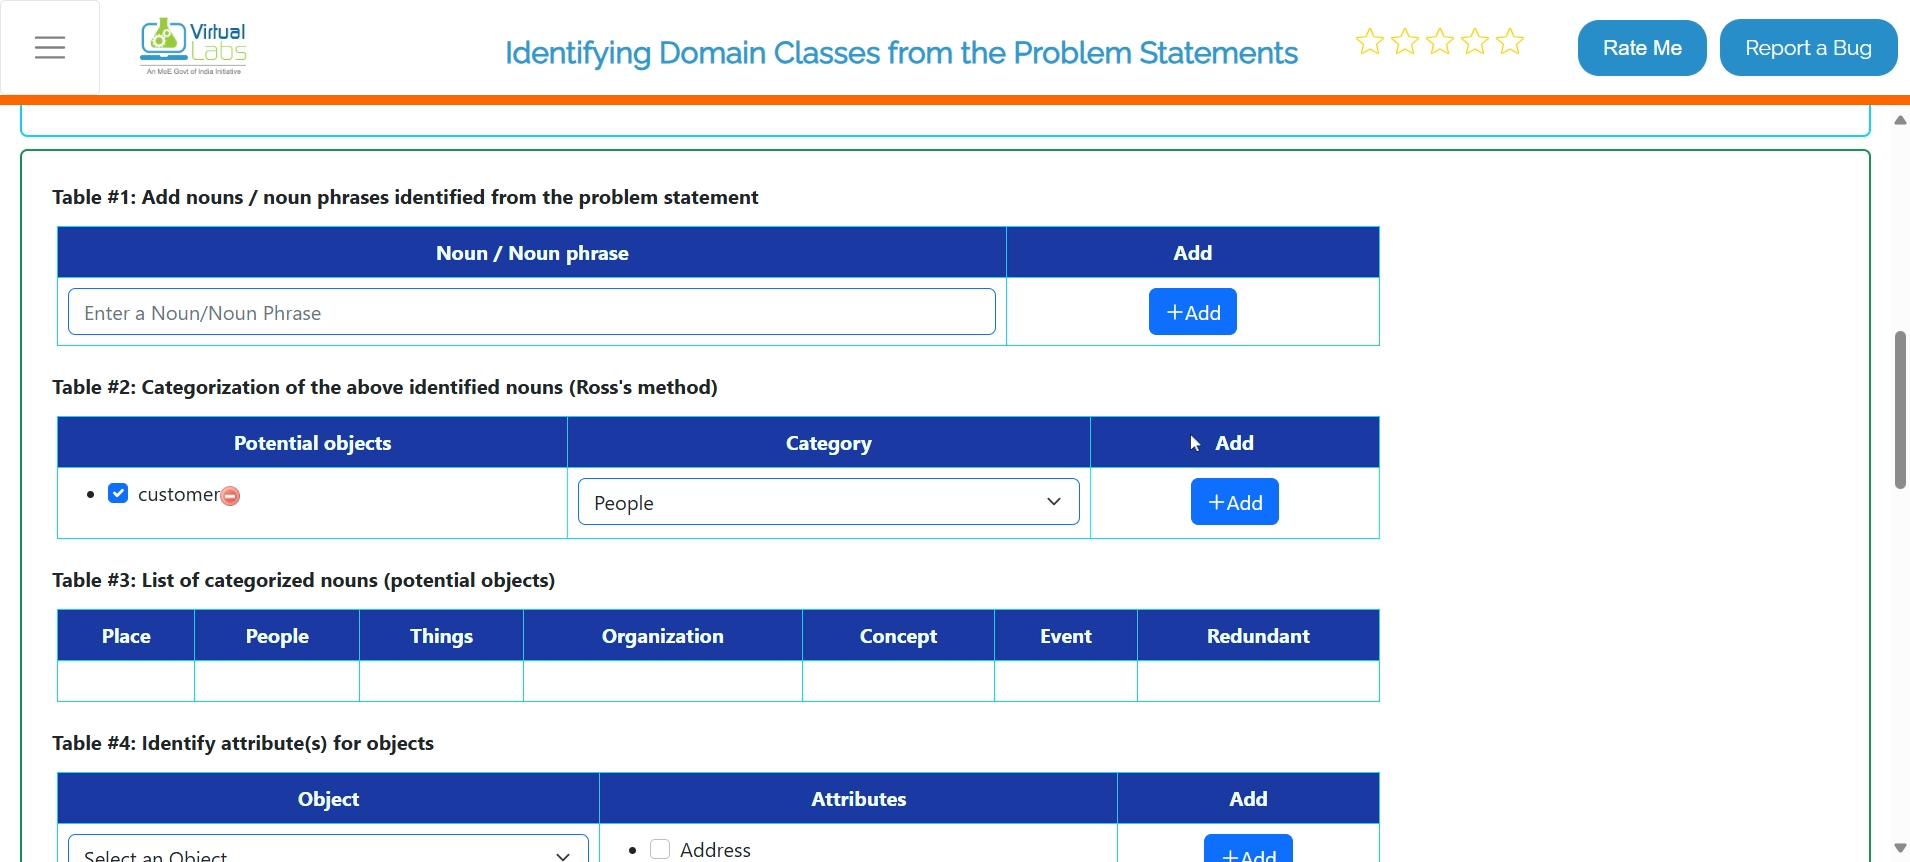 Virtual
Labs
An MoE Govt of India Initiative
Identifying Domain Classes from the Problem Statements
Rate Me
Report a Bug
Table #1: Add nouns / noun phrases identified from the problem statement
Noun / Noun phrase Add
Enter a Noun/Noun Phrase +Add
Table #2: Categorization of the above identified nouns (Ross's method)
Potential objects Category Add
• customer People +Add
Table #3: List of categorized nouns (potential objects)
Place People Things Organization Concept Event Redundant
Table #4: Identify attribute(s) for objects
Object Attributes Add
Select an Object • Address +Add